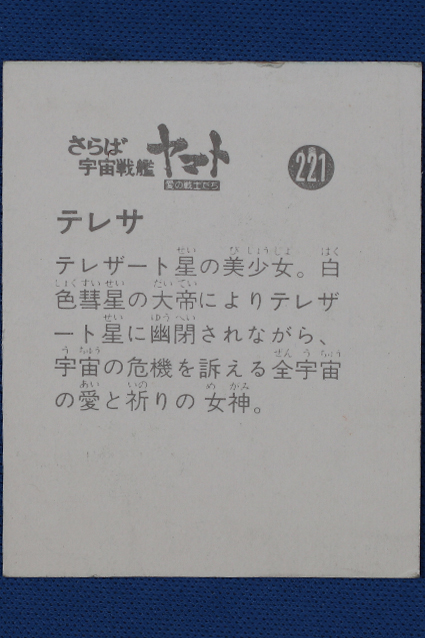 さらば
宇宙戦艦
ヤマト
愛の戦士たち
221
テレサ
テレザート星の美少女。白
色彗星の大帝によりテレザ
ート星に幽閉されながら、
宇宙の危機を訴える全宇宙
の愛と祈りの女神。